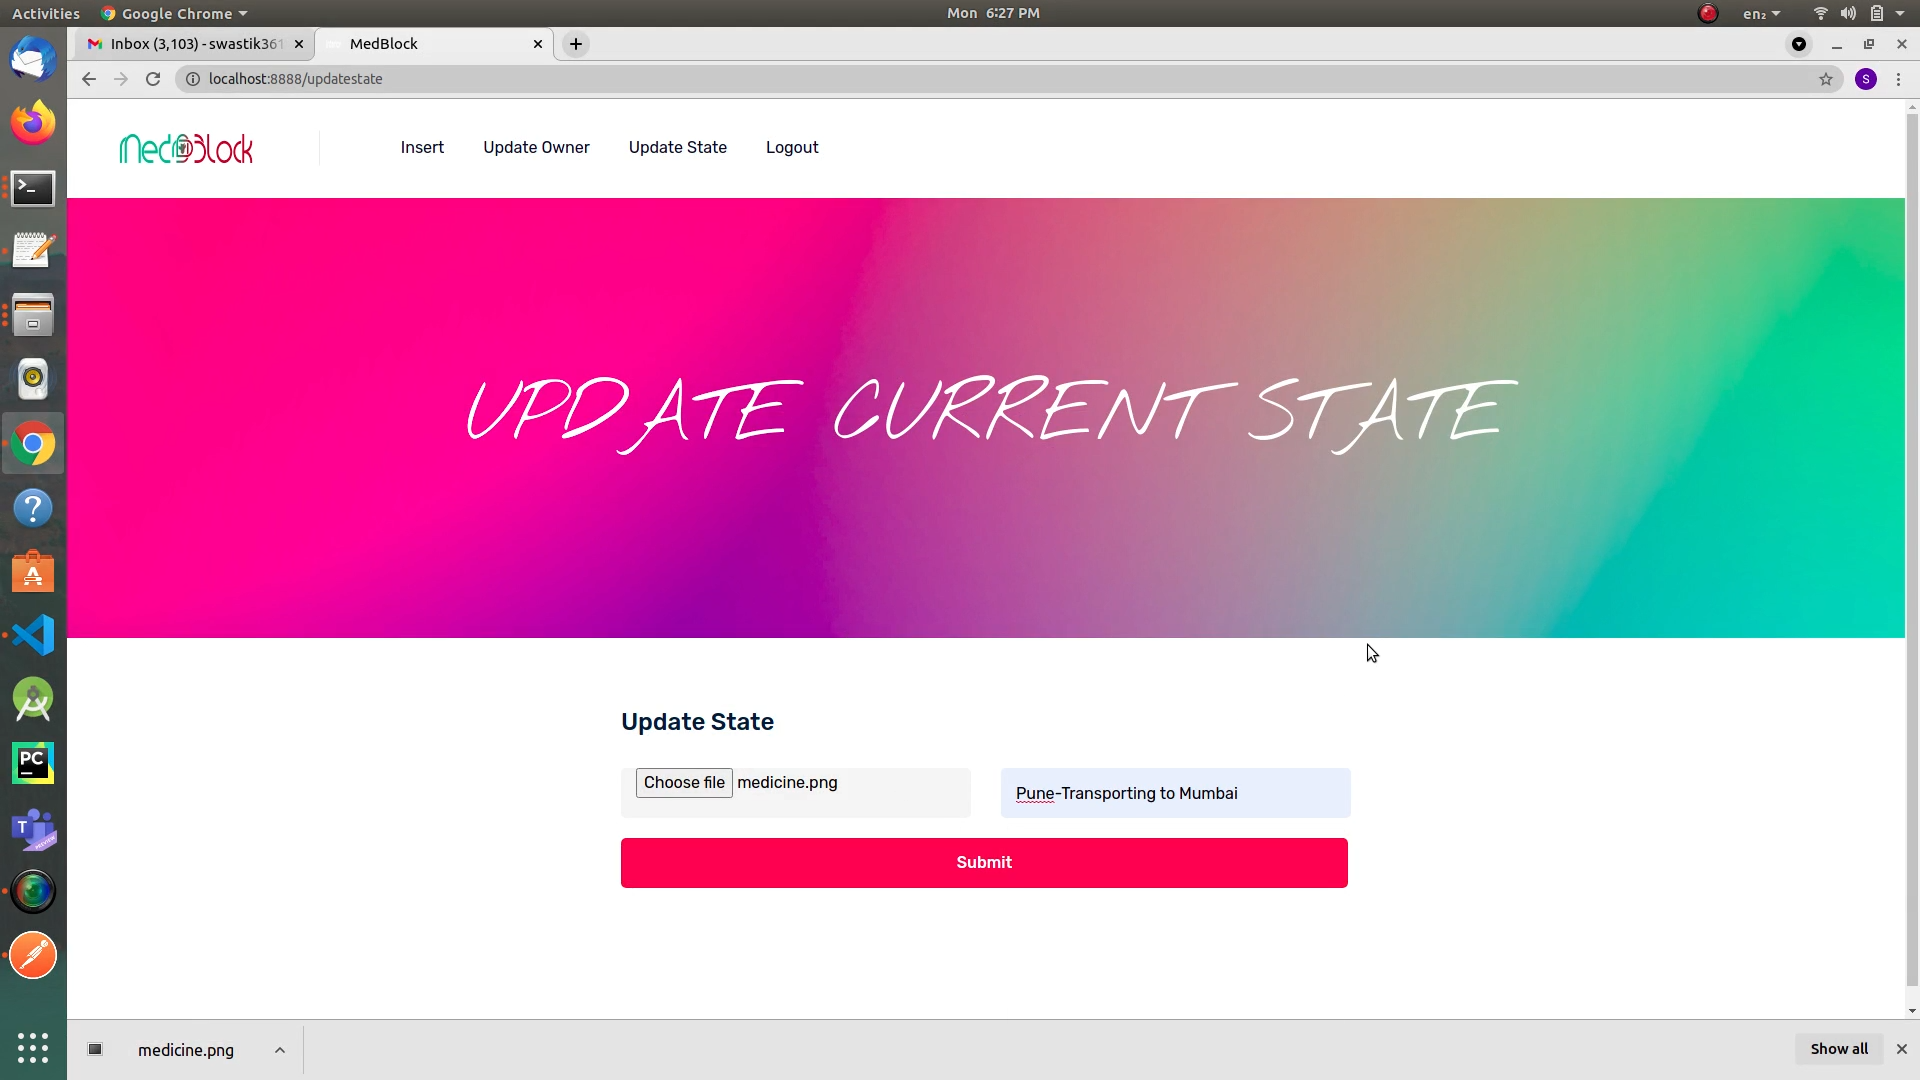 Activities Google Chrome Mon 6:27 PM en₂
Inbox (3,103) - swastik361 MedBlock
localhost:8888/updatestate S
MedBlock Insert Update Owner Update State Logout
UPDATE CURRENT STATE
Update State
Choose file medicine.png Pune-Transporting to Mumbai
Submit
PC
T
medicine.png Show all